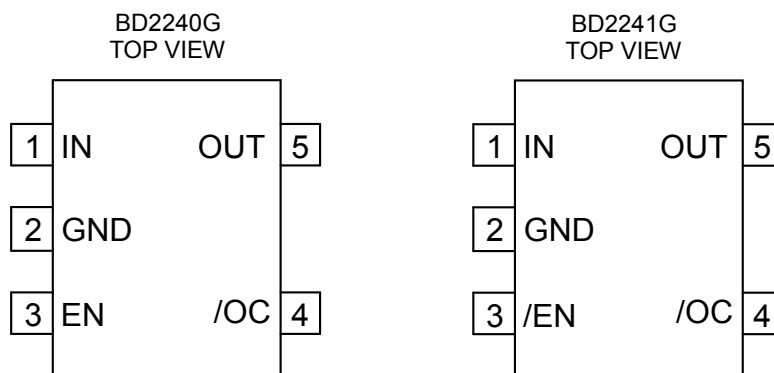 BD2240G
TOP VIEW
1 IN OUT 5
2 GND
3 EN /OC 4
BD2241G
TOP VIEW
1 IN OUT 5
2 GND
3 /EN /OC 4